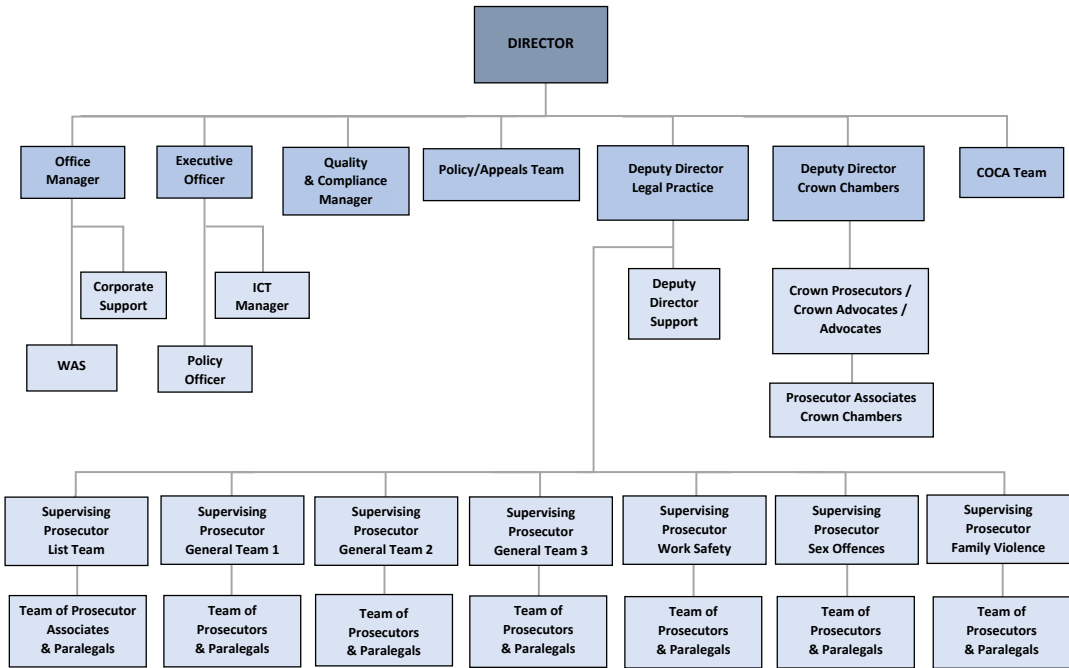 DIRECTOR
Office
Manager
Executive
Officer
Quality
& Compliance
Manager
Policy/Appeals Team
Deputy Director
Legal Practice
Deputy Director
Crown Chambers
COCA Team
Corporate
Support
ICT
Manager
Deputy
Director
Support
Crown Prosecutors /
Crown Advocates /
Advocates
WAS
Policy
Officer
Prosecutor Associates
Crown Chambers
Supervising
Prosecutor
List Team
Supervising
Prosecutor
General Team 1
Supervising
Prosecutor
General Team 2
Supervising
Prosecutor
General Team 3
Supervising
Prosecutor
Work Safety
Supervising
Prosecutor
Sex Offences
Supervising
Prosecutor
Family Violence
Team of Prosecutor
Associates
& Paralegals
Team of
Prosecutors
& Paralegals
Team of
Prosecutors
& Paralegals
Team of
Prosecutors
& Paralegals
Team of
Prosecutors
& Paralegals
Team of
Prosecutors
& Paralegals
Team of
Prosecutors
& Paralegals